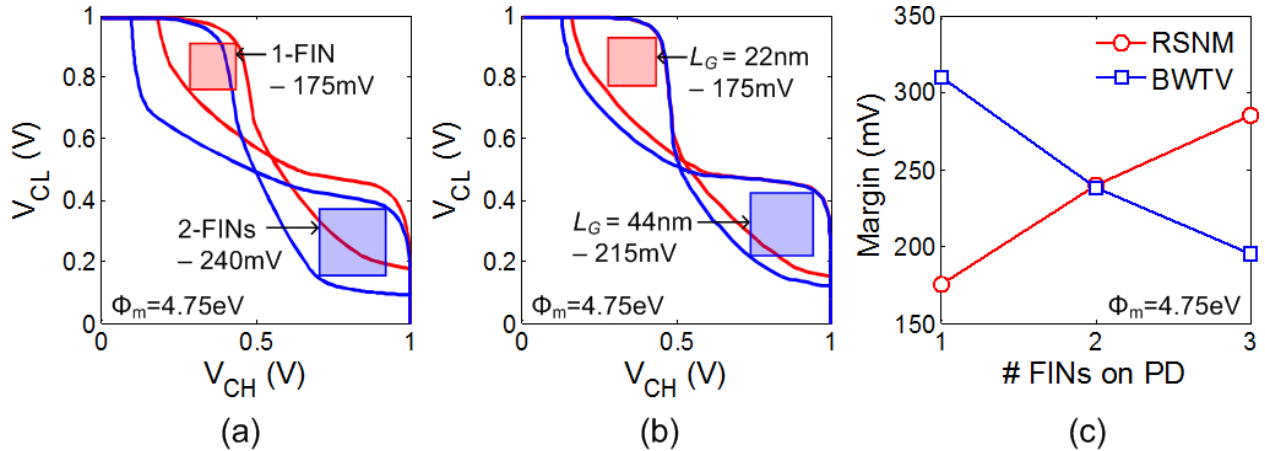 1
0.8
0.6
0.4
0.2
0
V_CL (V)
1-FIN
– 175mV
2-FINs
– 240mV
Φ_m=4.75eV
0 0.5 1
V_CH (V)
(a)
1
0.8
0.6
0.4
0.2
0
V_CL (V)
L_G = 22nm
– 175mV
L_G = 44nm
– 215mV
Φ_m=4.75eV
0 0.5 1
V_CH (V)
(b)
350
300
250
200
150
Margin (mV)
RSNM
BWTV
Φ_m=4.75eV
1 2 3
# FINs on PD
(c)